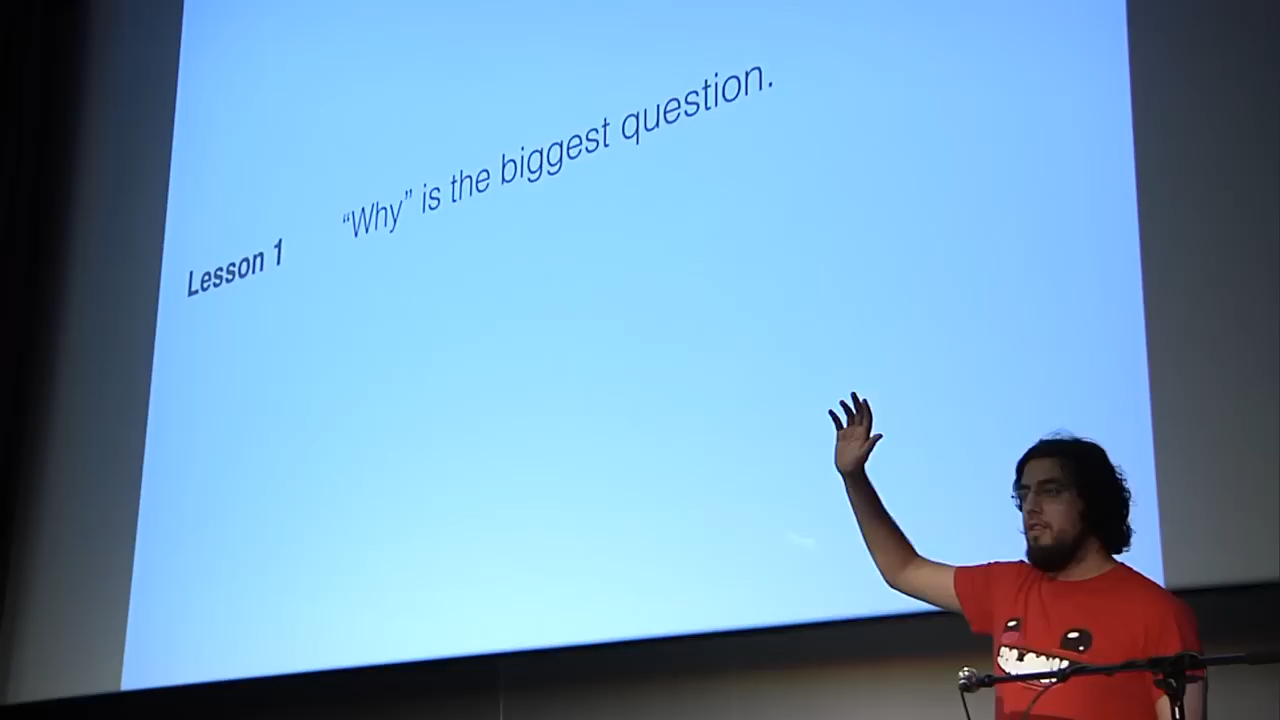 Lesson 1 “Why” is the biggest question.